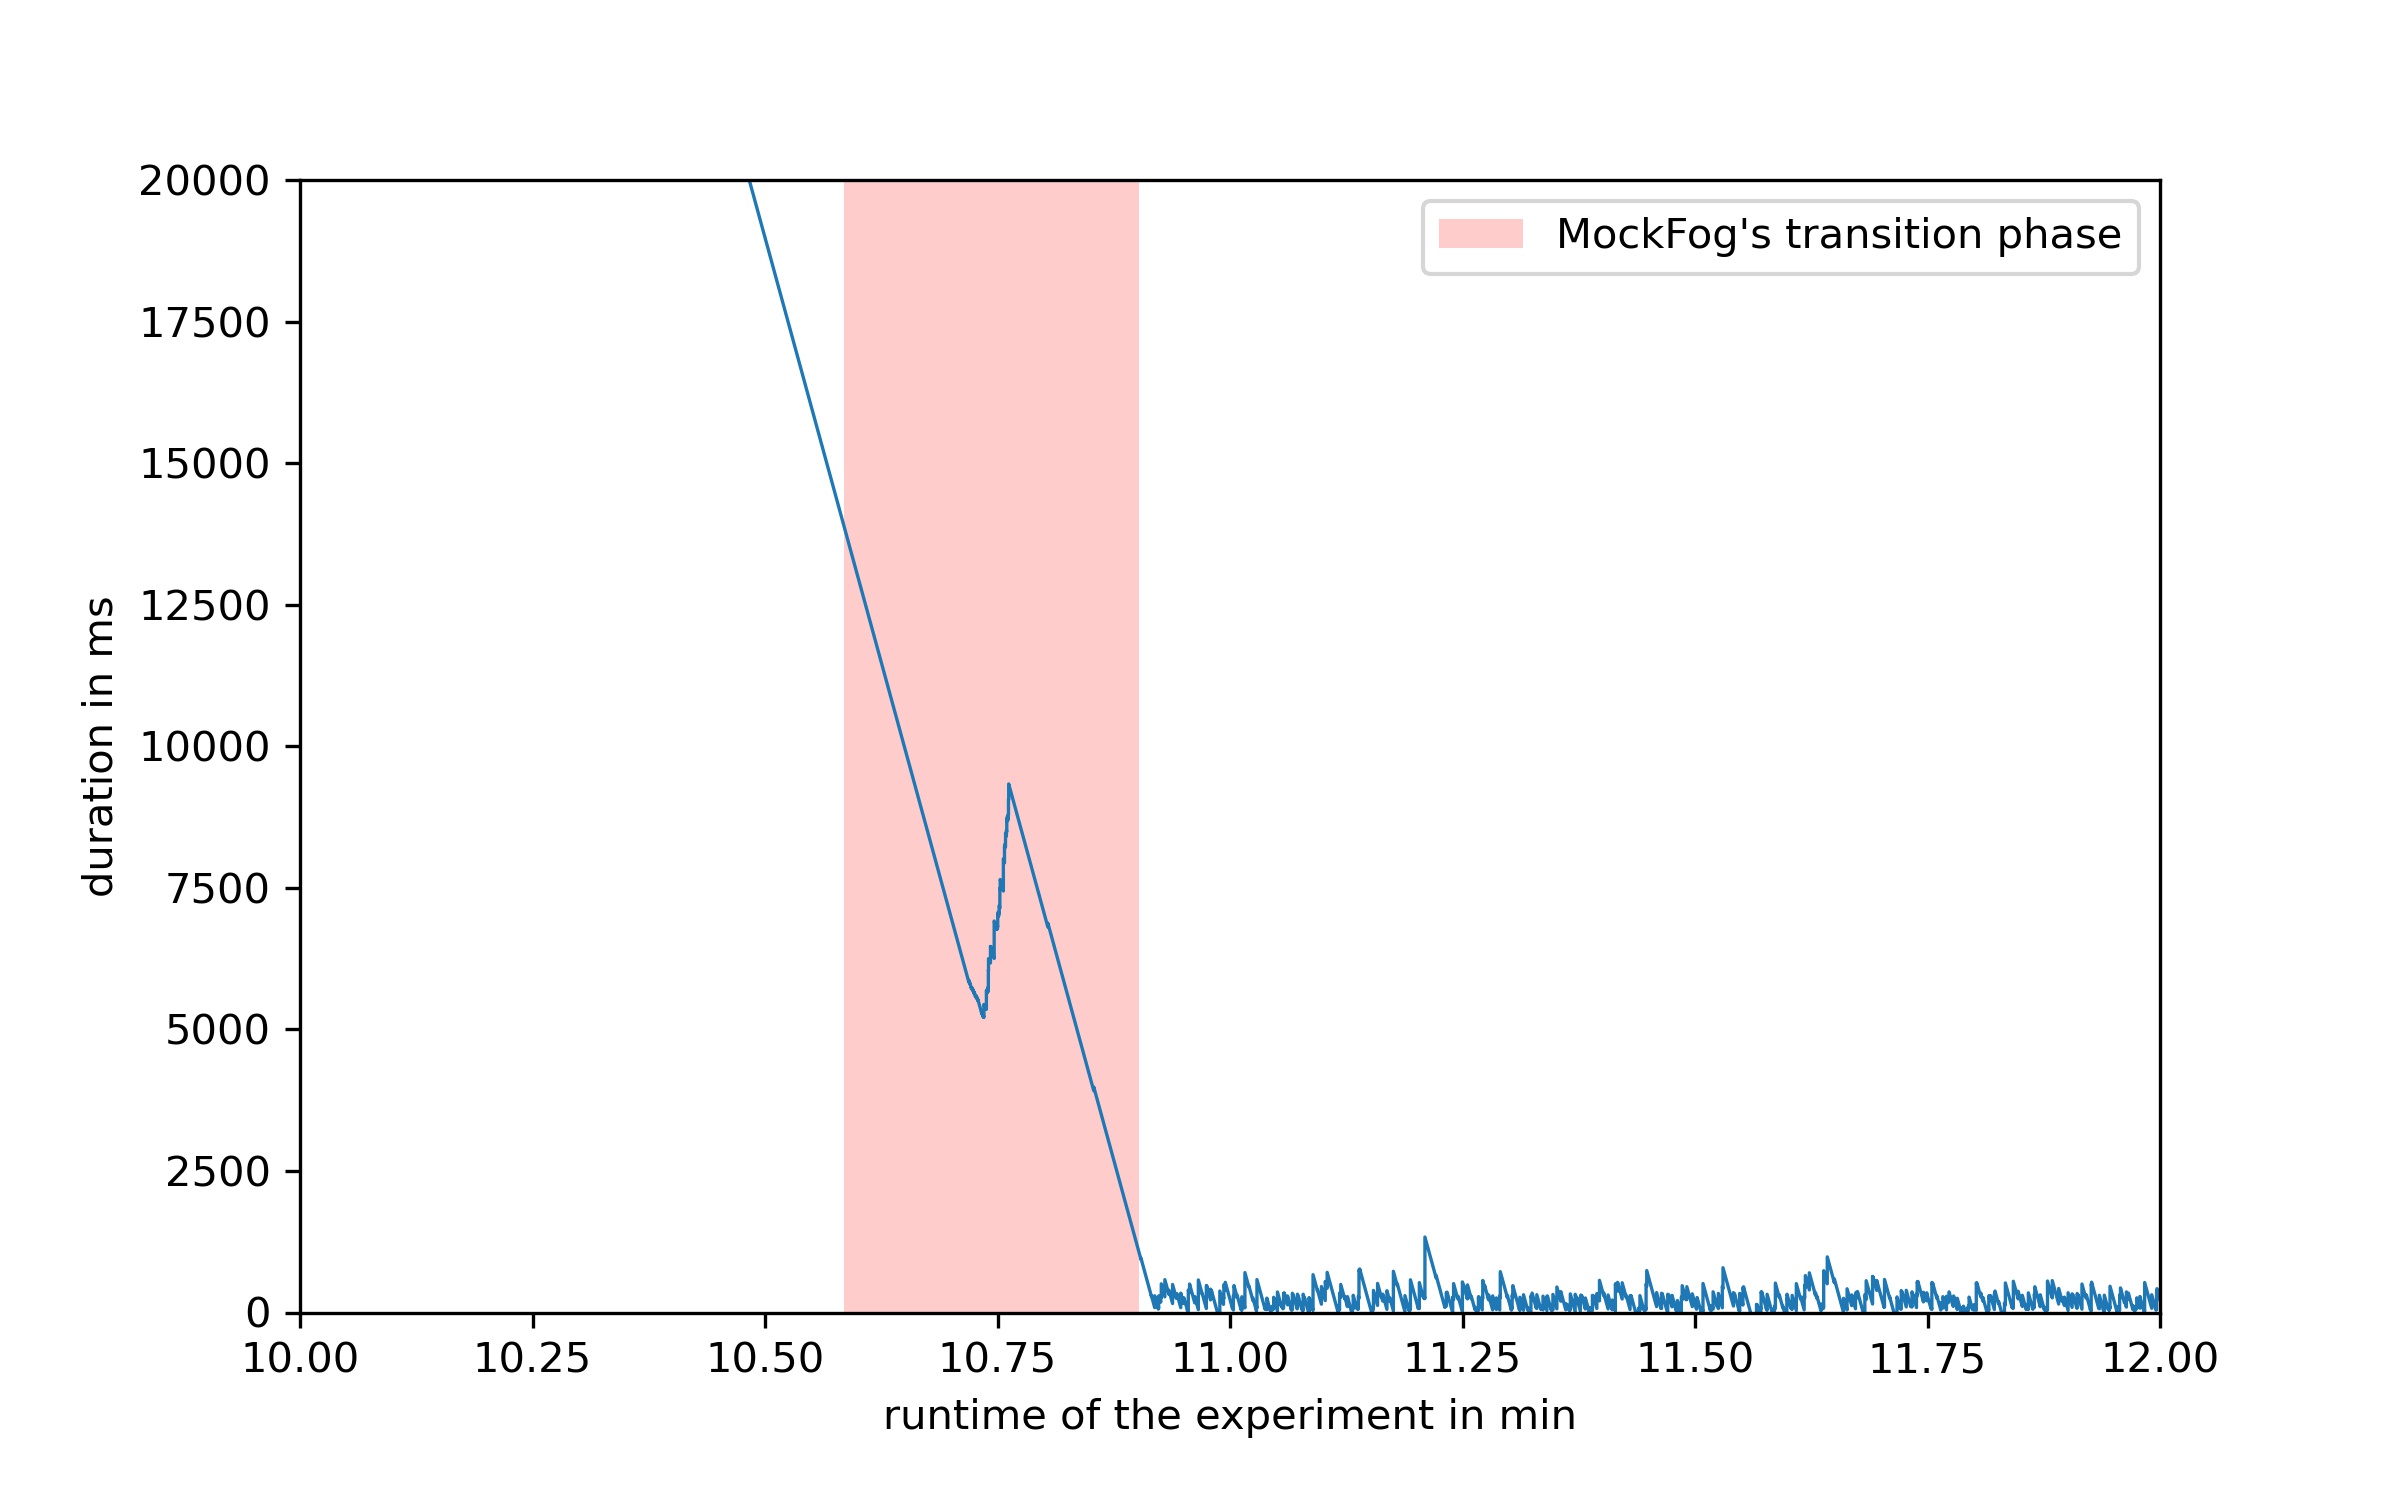 20000
17500
15000
12500
10000
7500
5000
2500
0
duration in ms
MockFog's transition phase
10.00 10.25 10.50 10.75 11.00 11.25 11.50 11.75 12.00
runtime of the experiment in min